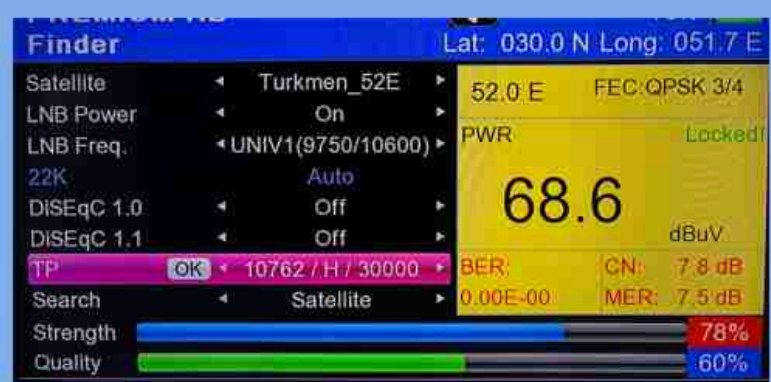 Finder
Lat: 030.0 N Long: 051.7 E
Satellite Turkmen_52E
LNB Power On
LNB Freq. UNIV1(9750/10600)
22K Auto
DiSEqC 1.0 Off
DiSEqC 1.1 Off
TP OK 10762 / H / 30000
Search Satellite
52.0 E FEC:QPSK 3/4
PWR Locked!
68.6
dBuV
BER: CN: 7.8 dB
0.00E-00 MER: 7.5 dB
Strength 78%
Quality 60%